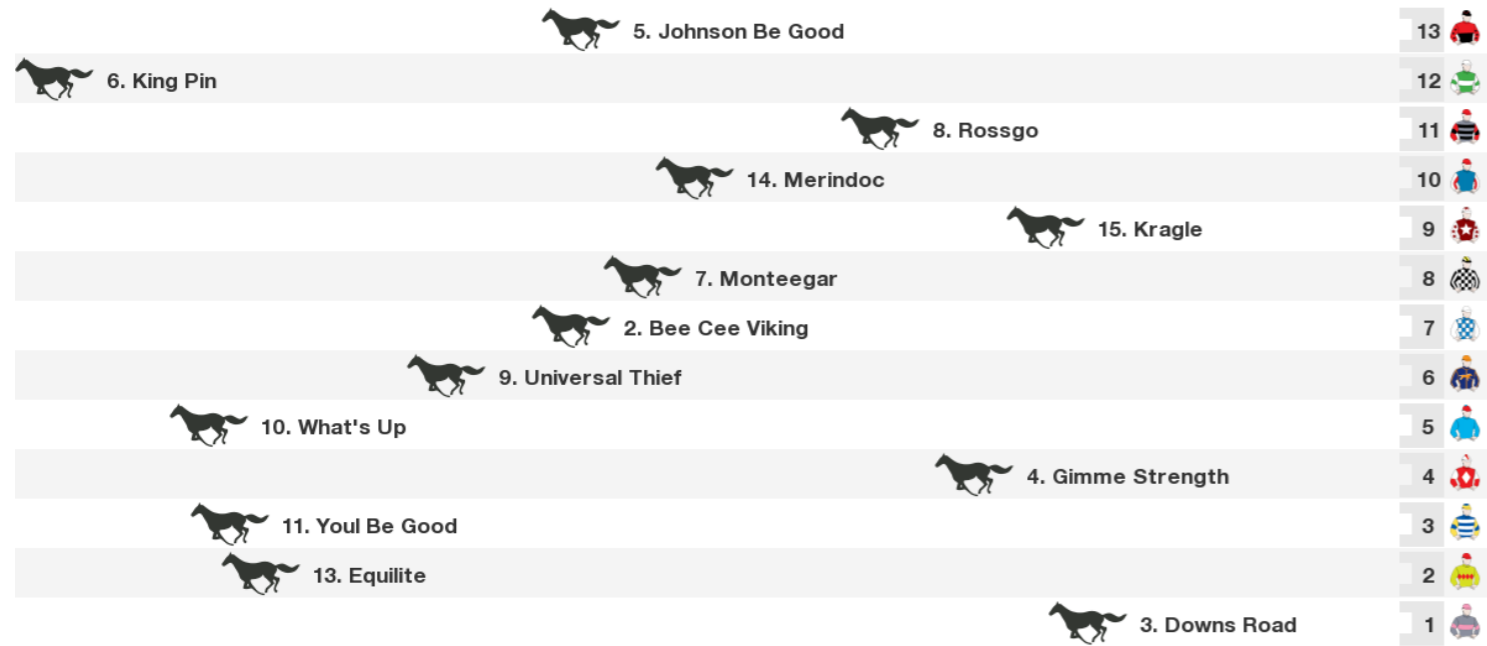 5. Johnson Be Good 13
6. King Pin 12
8. Rossgo 11
14. Merindoc 10
15. Kragle 9
7. Monteegar 8
2. Bee Cee Viking 7
9. Universal Thief 6
10. What's Up 5
4. Gimme Strength 4
11. Youl Be Good 3
13. Equilite 2
3. Downs Road 1